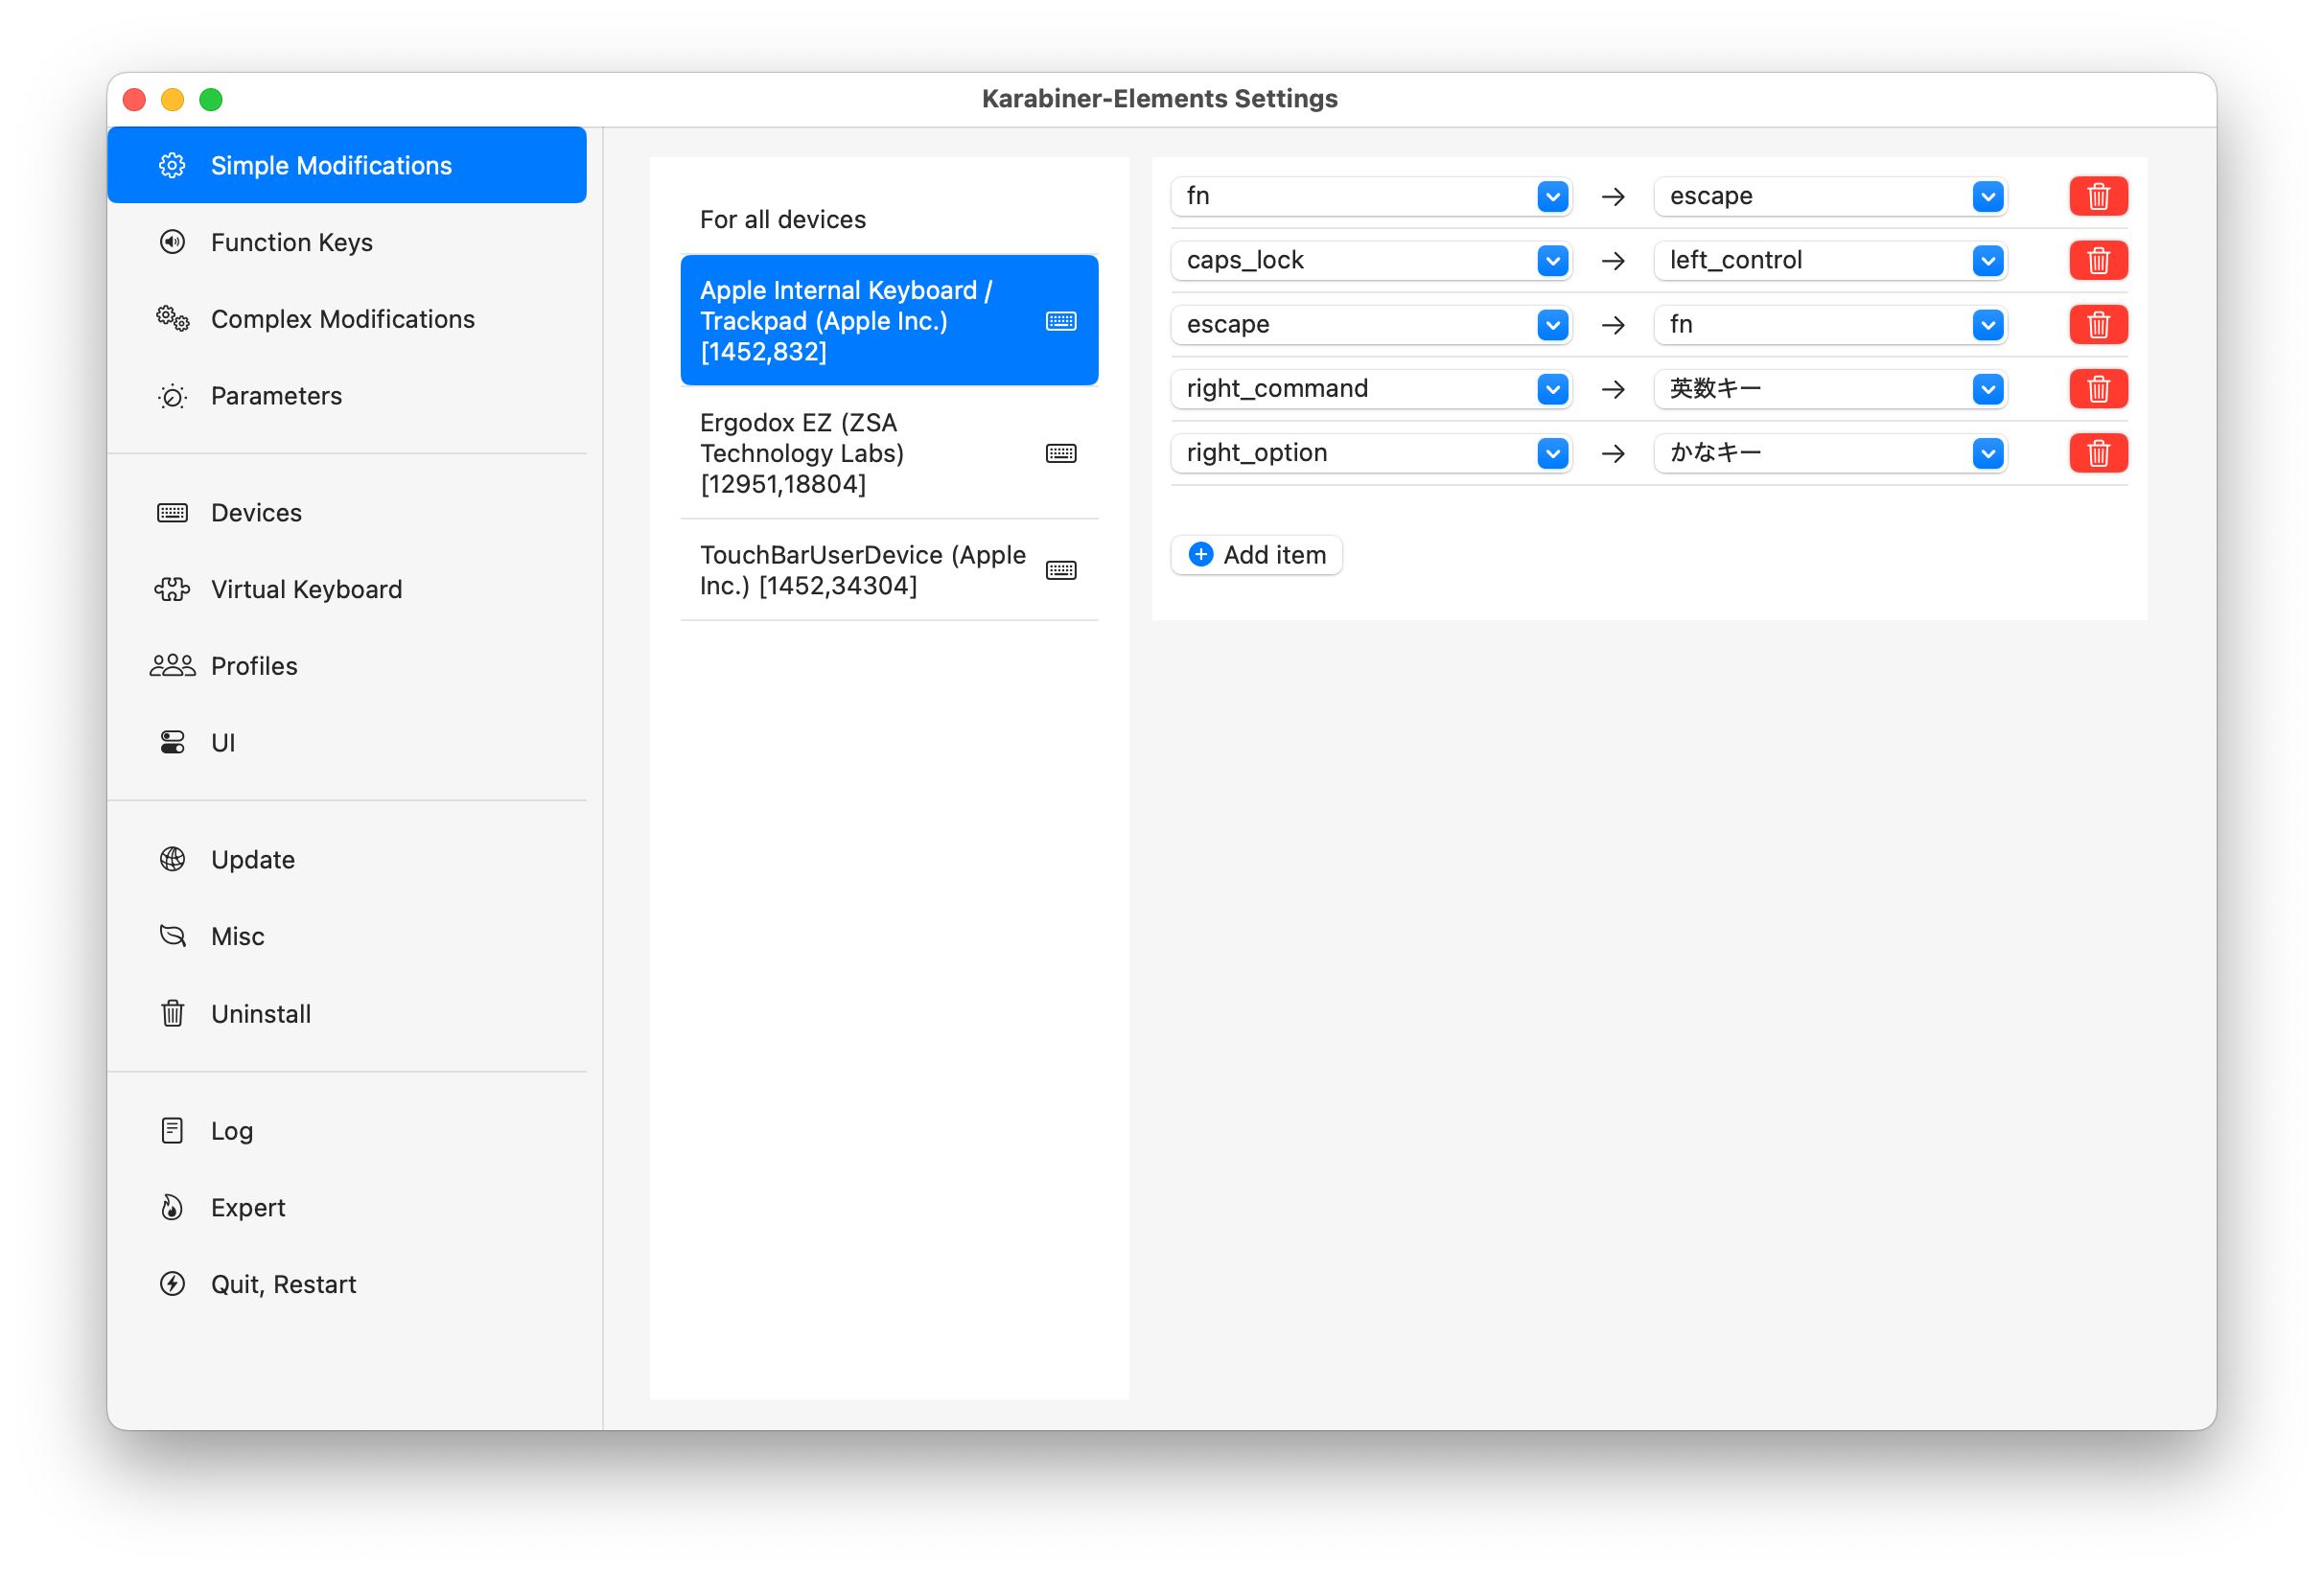 Karabiner-Elements Settings
Simple Modifications
Function Keys
Complex Modifications
Parameters
Devices
Virtual Keyboard
Profiles
UI
Update
Misc
Uninstall
Log
Expert
Quit, Restart
For all devices
Apple Internal Keyboard /
Trackpad (Apple Inc.)
[1452,832]
Ergodox EZ (ZSA
Technology Labs)
[12951,18804]
TouchBarUserDevice (Apple
Inc.) [1452,34304]
fn → escape
caps_lock → left_control
escape → fn
right_command → 英数キー
right_option → かなキー
Add item